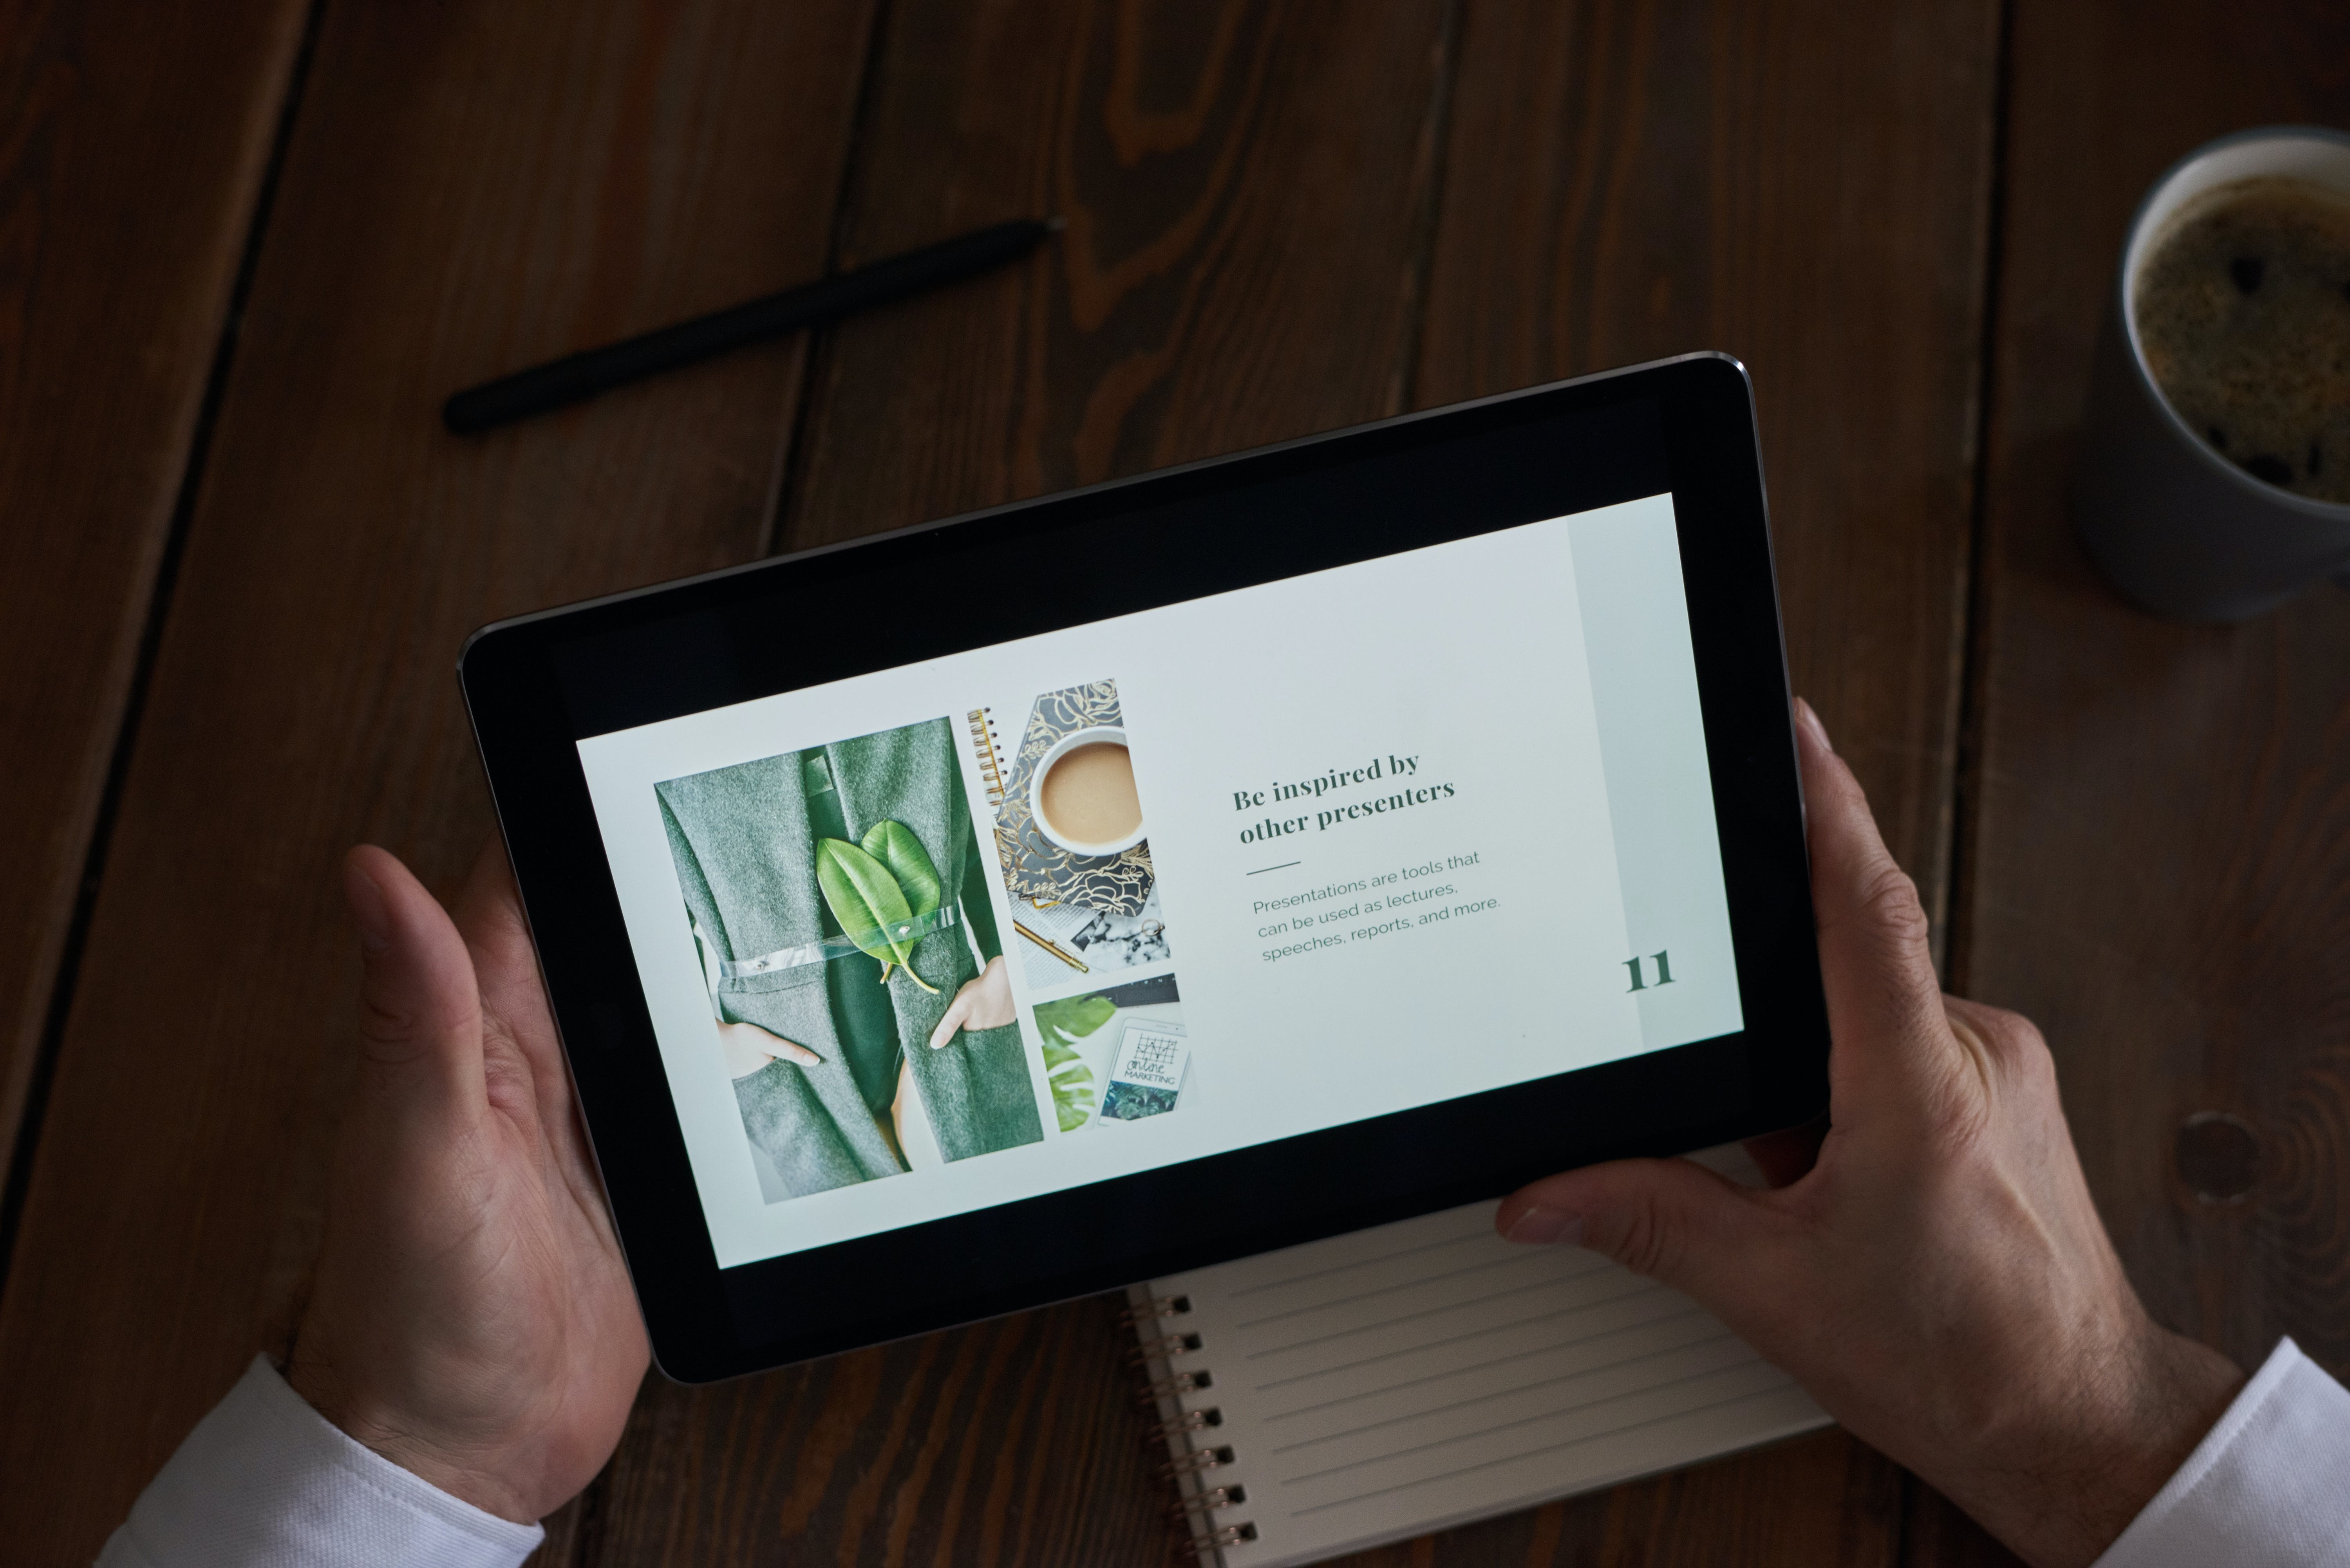 Be inspired by
other presenters
Presentations are tools that
can be used as lectures,
speeches, reports, and more.
11
Online
MARKETING